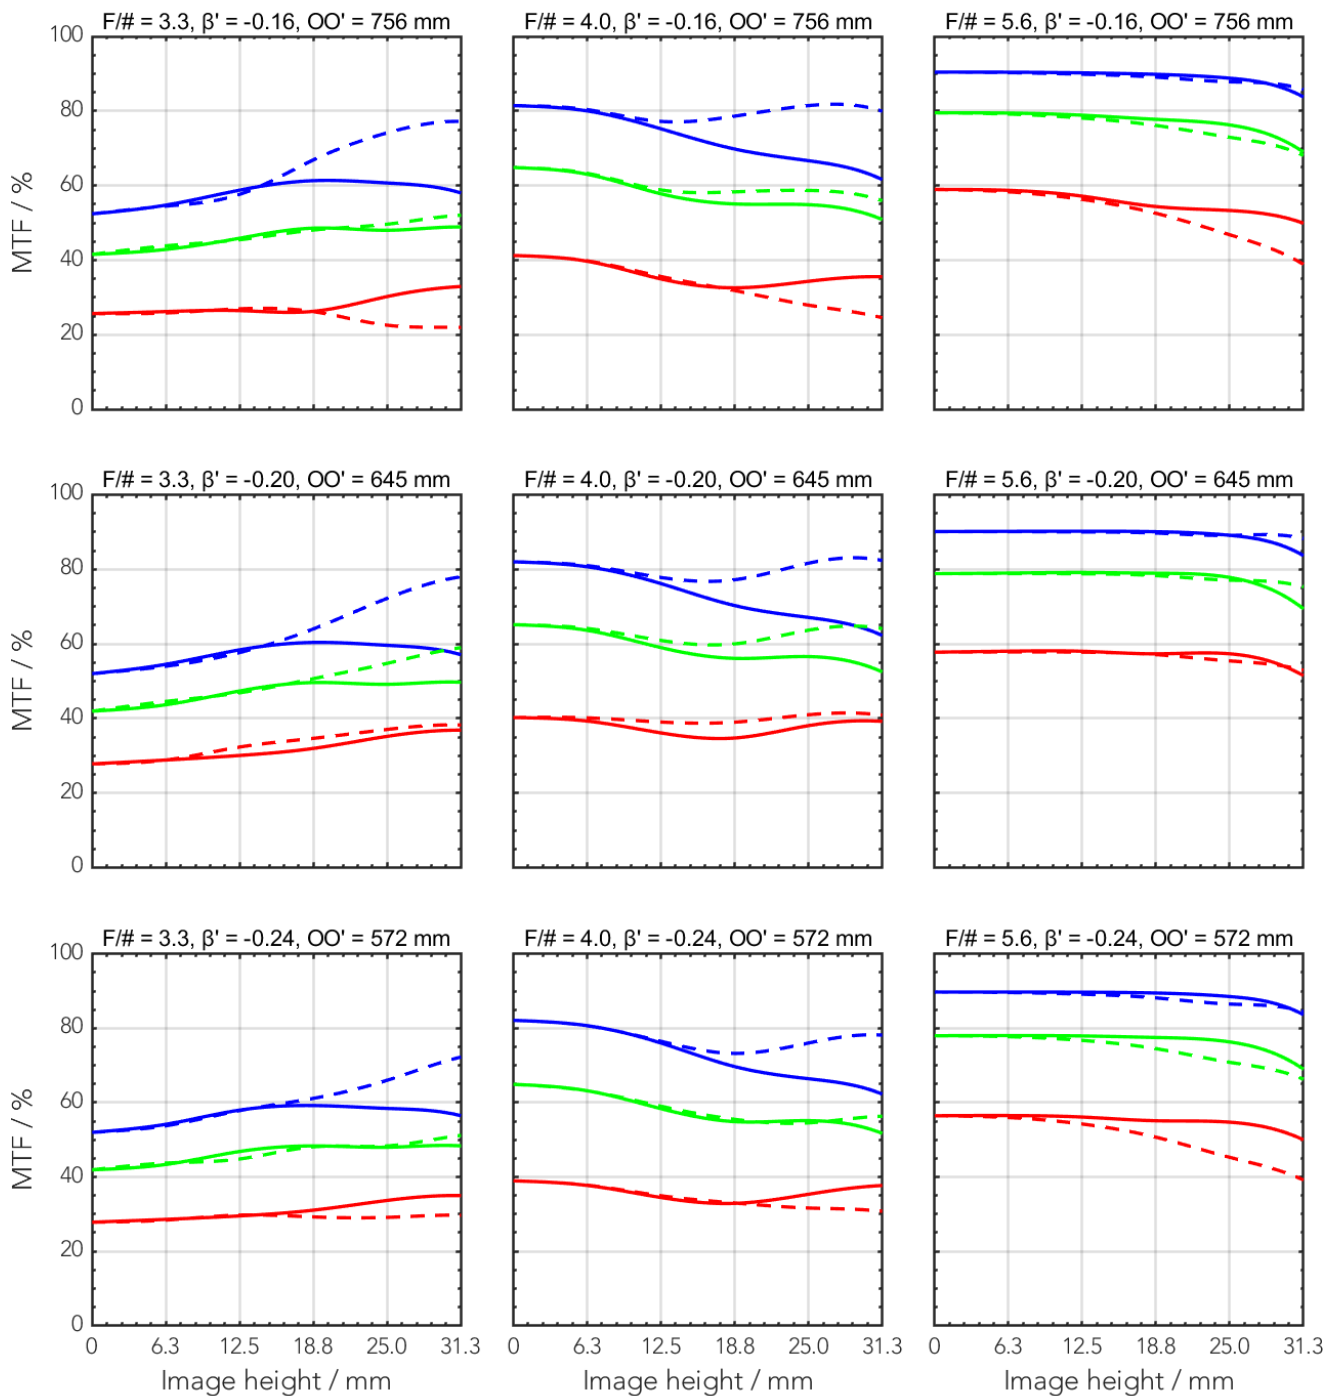 F/# = 3.3, β' = -0.16, OO' = 756 mm
F/# = 4.0, β' = -0.16, OO' = 756 mm
F/# = 5.6, β' = -0.16, OO' = 756 mm
100
80
60
40
20
0
MTF / %
F/# = 3.3, β' = -0.20, OO' = 645 mm
F/# = 4.0, β' = -0.20, OO' = 645 mm
F/# = 5.6, β' = -0.20, OO' = 645 mm
100
80
60
40
20
0
MTF / %
F/# = 3.3, β' = -0.24, OO' = 572 mm
F/# = 4.0, β' = -0.24, OO' = 572 mm
F/# = 5.6, β' = -0.24, OO' = 572 mm
100
80
60
40
20
0
MTF / %
0 6.3 12.5 18.8 25.0 31.3
0 6.3 12.5 18.8 25.0 31.3
0 6.3 12.5 18.8 25.0 31.3
Image height / mm
Image height / mm
Image height / mm